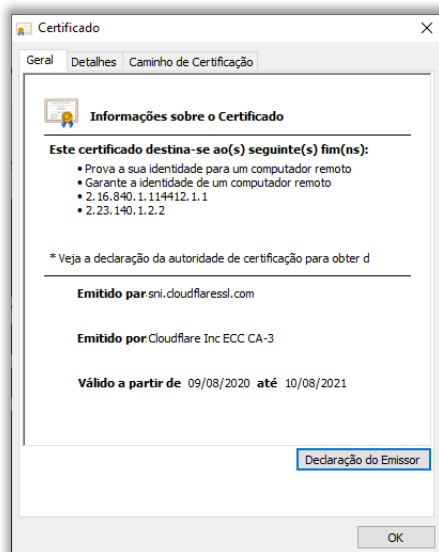 Certificado
Geral Detalhes Caminho de Certificação
Informações sobre o Certificado
Este certificado destina-se ao(s) seguinte(s) fim(ns):
• Prova a sua identidade para um computador remoto
• Garante a identidade de um computador remoto
• 2.16.840.1.114412.1.1
• 2.23.140.1.2.2
* Veja a declaração da autoridade de certificação para obter d
Emitido par sni.cloudflaressl.com
Emitido por Cloudflare Inc ECC CA-3
Válido a partir de 09/08/2020 até 10/08/2021
Declaração do Emissor
OK